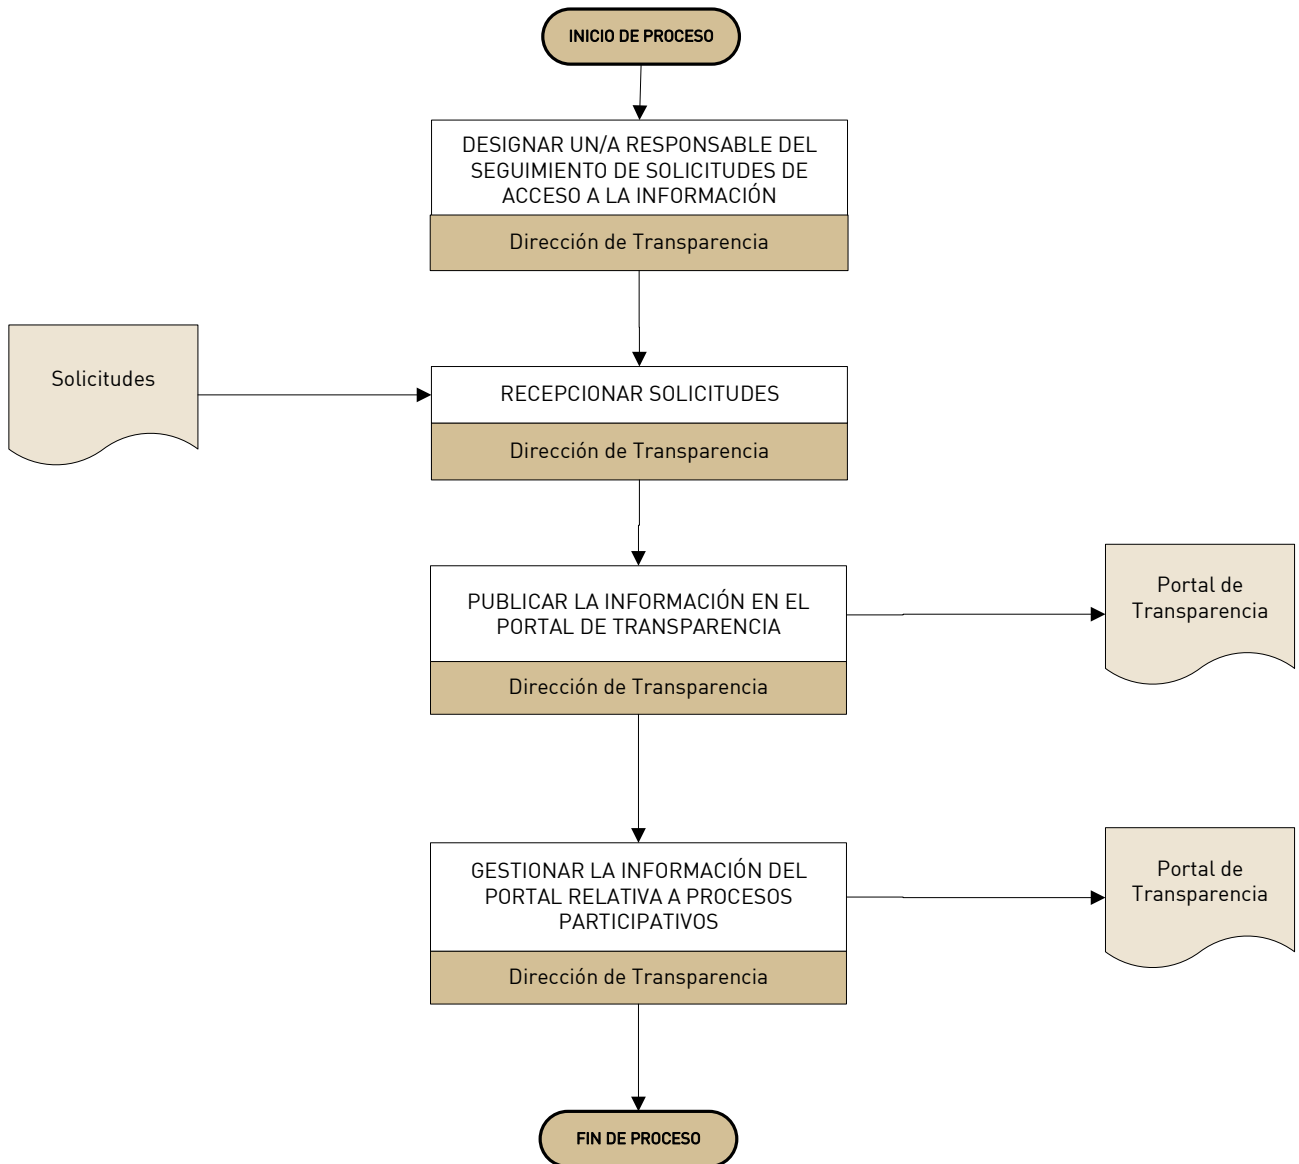 INICIO DE PROCESO
DESIGNAR UN/A RESPONSABLE DEL
SEGUIMIENTO DE SOLICITUDES DE
ACCESO A LA INFORMACIÓN
Dirección de Transparencia
Solicitudes
RECEPCIONAR SOLICITUDES
Dirección de Transparencia
PUBLICAR LA INFORMACIÓN EN EL
PORTAL DE TRANSPARENCIA
Dirección de Transparencia
Portal de
Transparencia
GESTIONAR LA INFORMACIÓN DEL
PORTAL RELATIVA A PROCESOS
PARTICIPATIVOS
Dirección de Transparencia
Portal de
Transparencia
FIN DE PROCESO